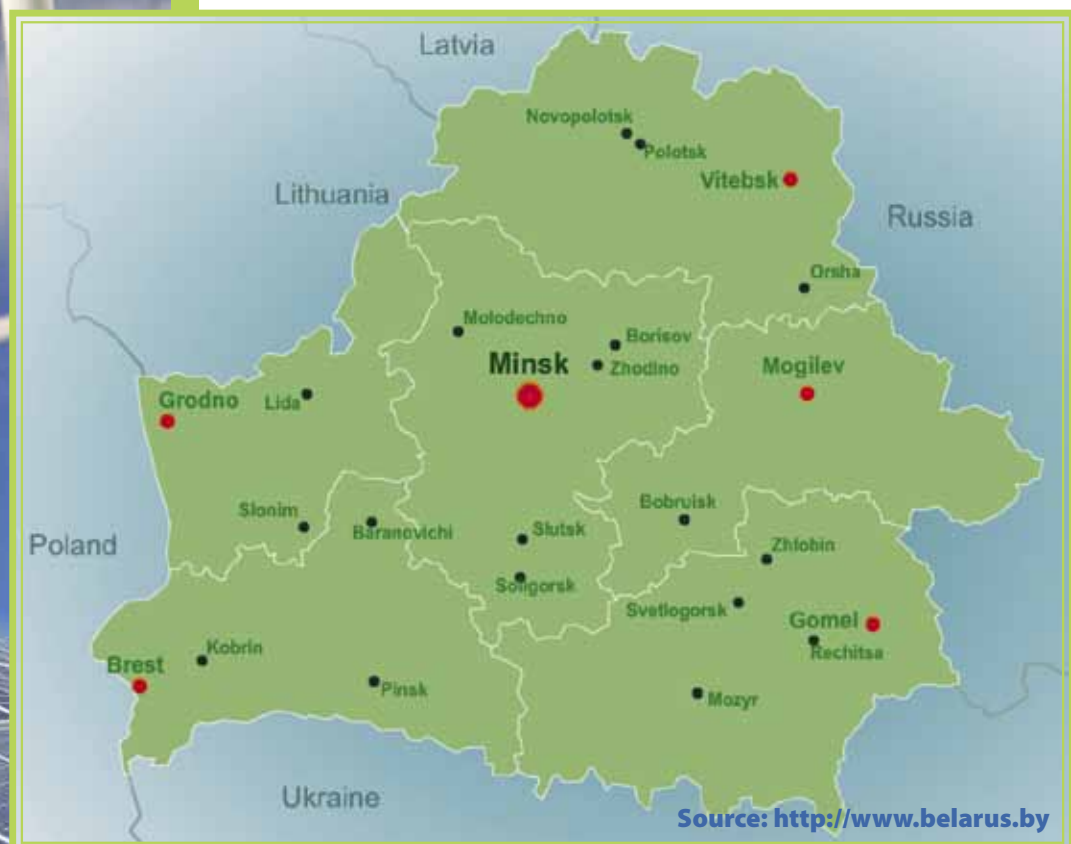 Latvia
Novopolotsk
Polotsk
Vitebsk
Lithuania
Russia
Orsha
Molodechno
Borisov
Minsk
Zhodino
Mogilev
Grodno
Lida
Slonim
Baranovichi
Bobruisk
Slutsk
Poland
Zhlobin
Soligorsk
Svetlogorsk
Gomel
Rechitsa
Kobrin
Brest
Pinsk
Mozyr
Ukraine
Source: http://www.belarus.by